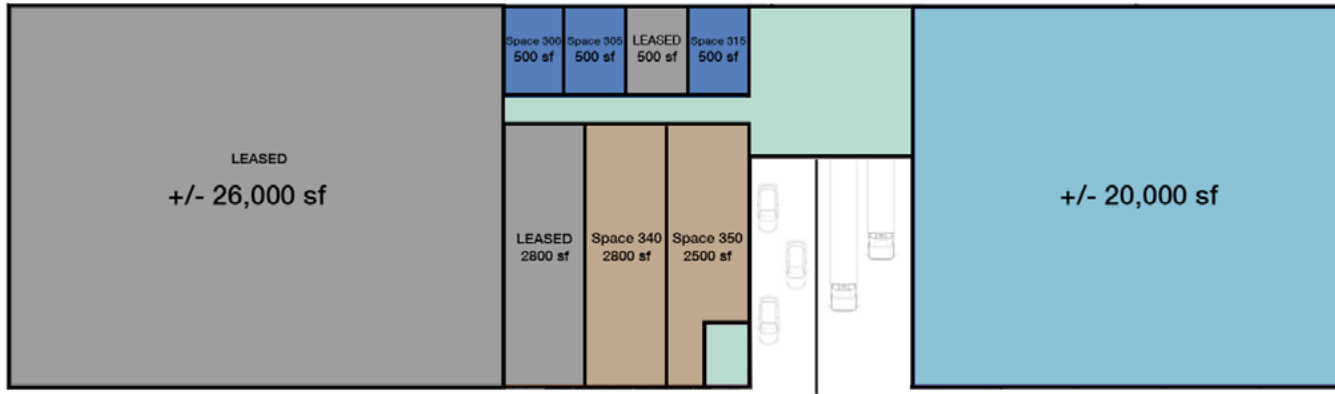 LEASED
+/- 26,000 sf
Space 300
500 sf
Space 305
500 sf
LEASED
500 sf
Space 315
500 sf
LEASED
2800 sf
Space 340
2800 sf
Space 350
2500 sf
+/- 20,000 sf